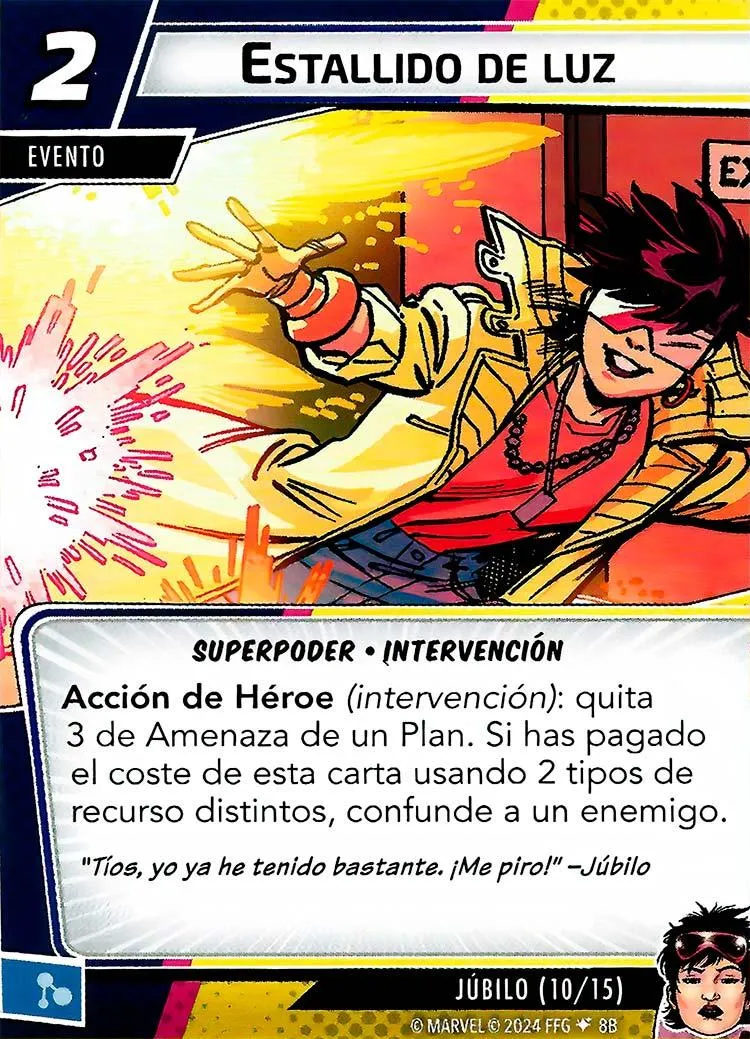 2
ESTALLIDO DE LUZ
EVENTO
EX
SUPERPODER • INTERVENCIÓN
Acción de Héroe (intervención): quita
3 de Amenaza de un Plan. Si has pagado
el coste de esta carta usando 2 tipos de
recurso distintos, confunde a un enemigo.
"Tíos, yo ya he tenido bastante. ¡Me piro!" –Júbilo
JÚBILO (10/15)
© MARVEL © 2024 FFG 8B